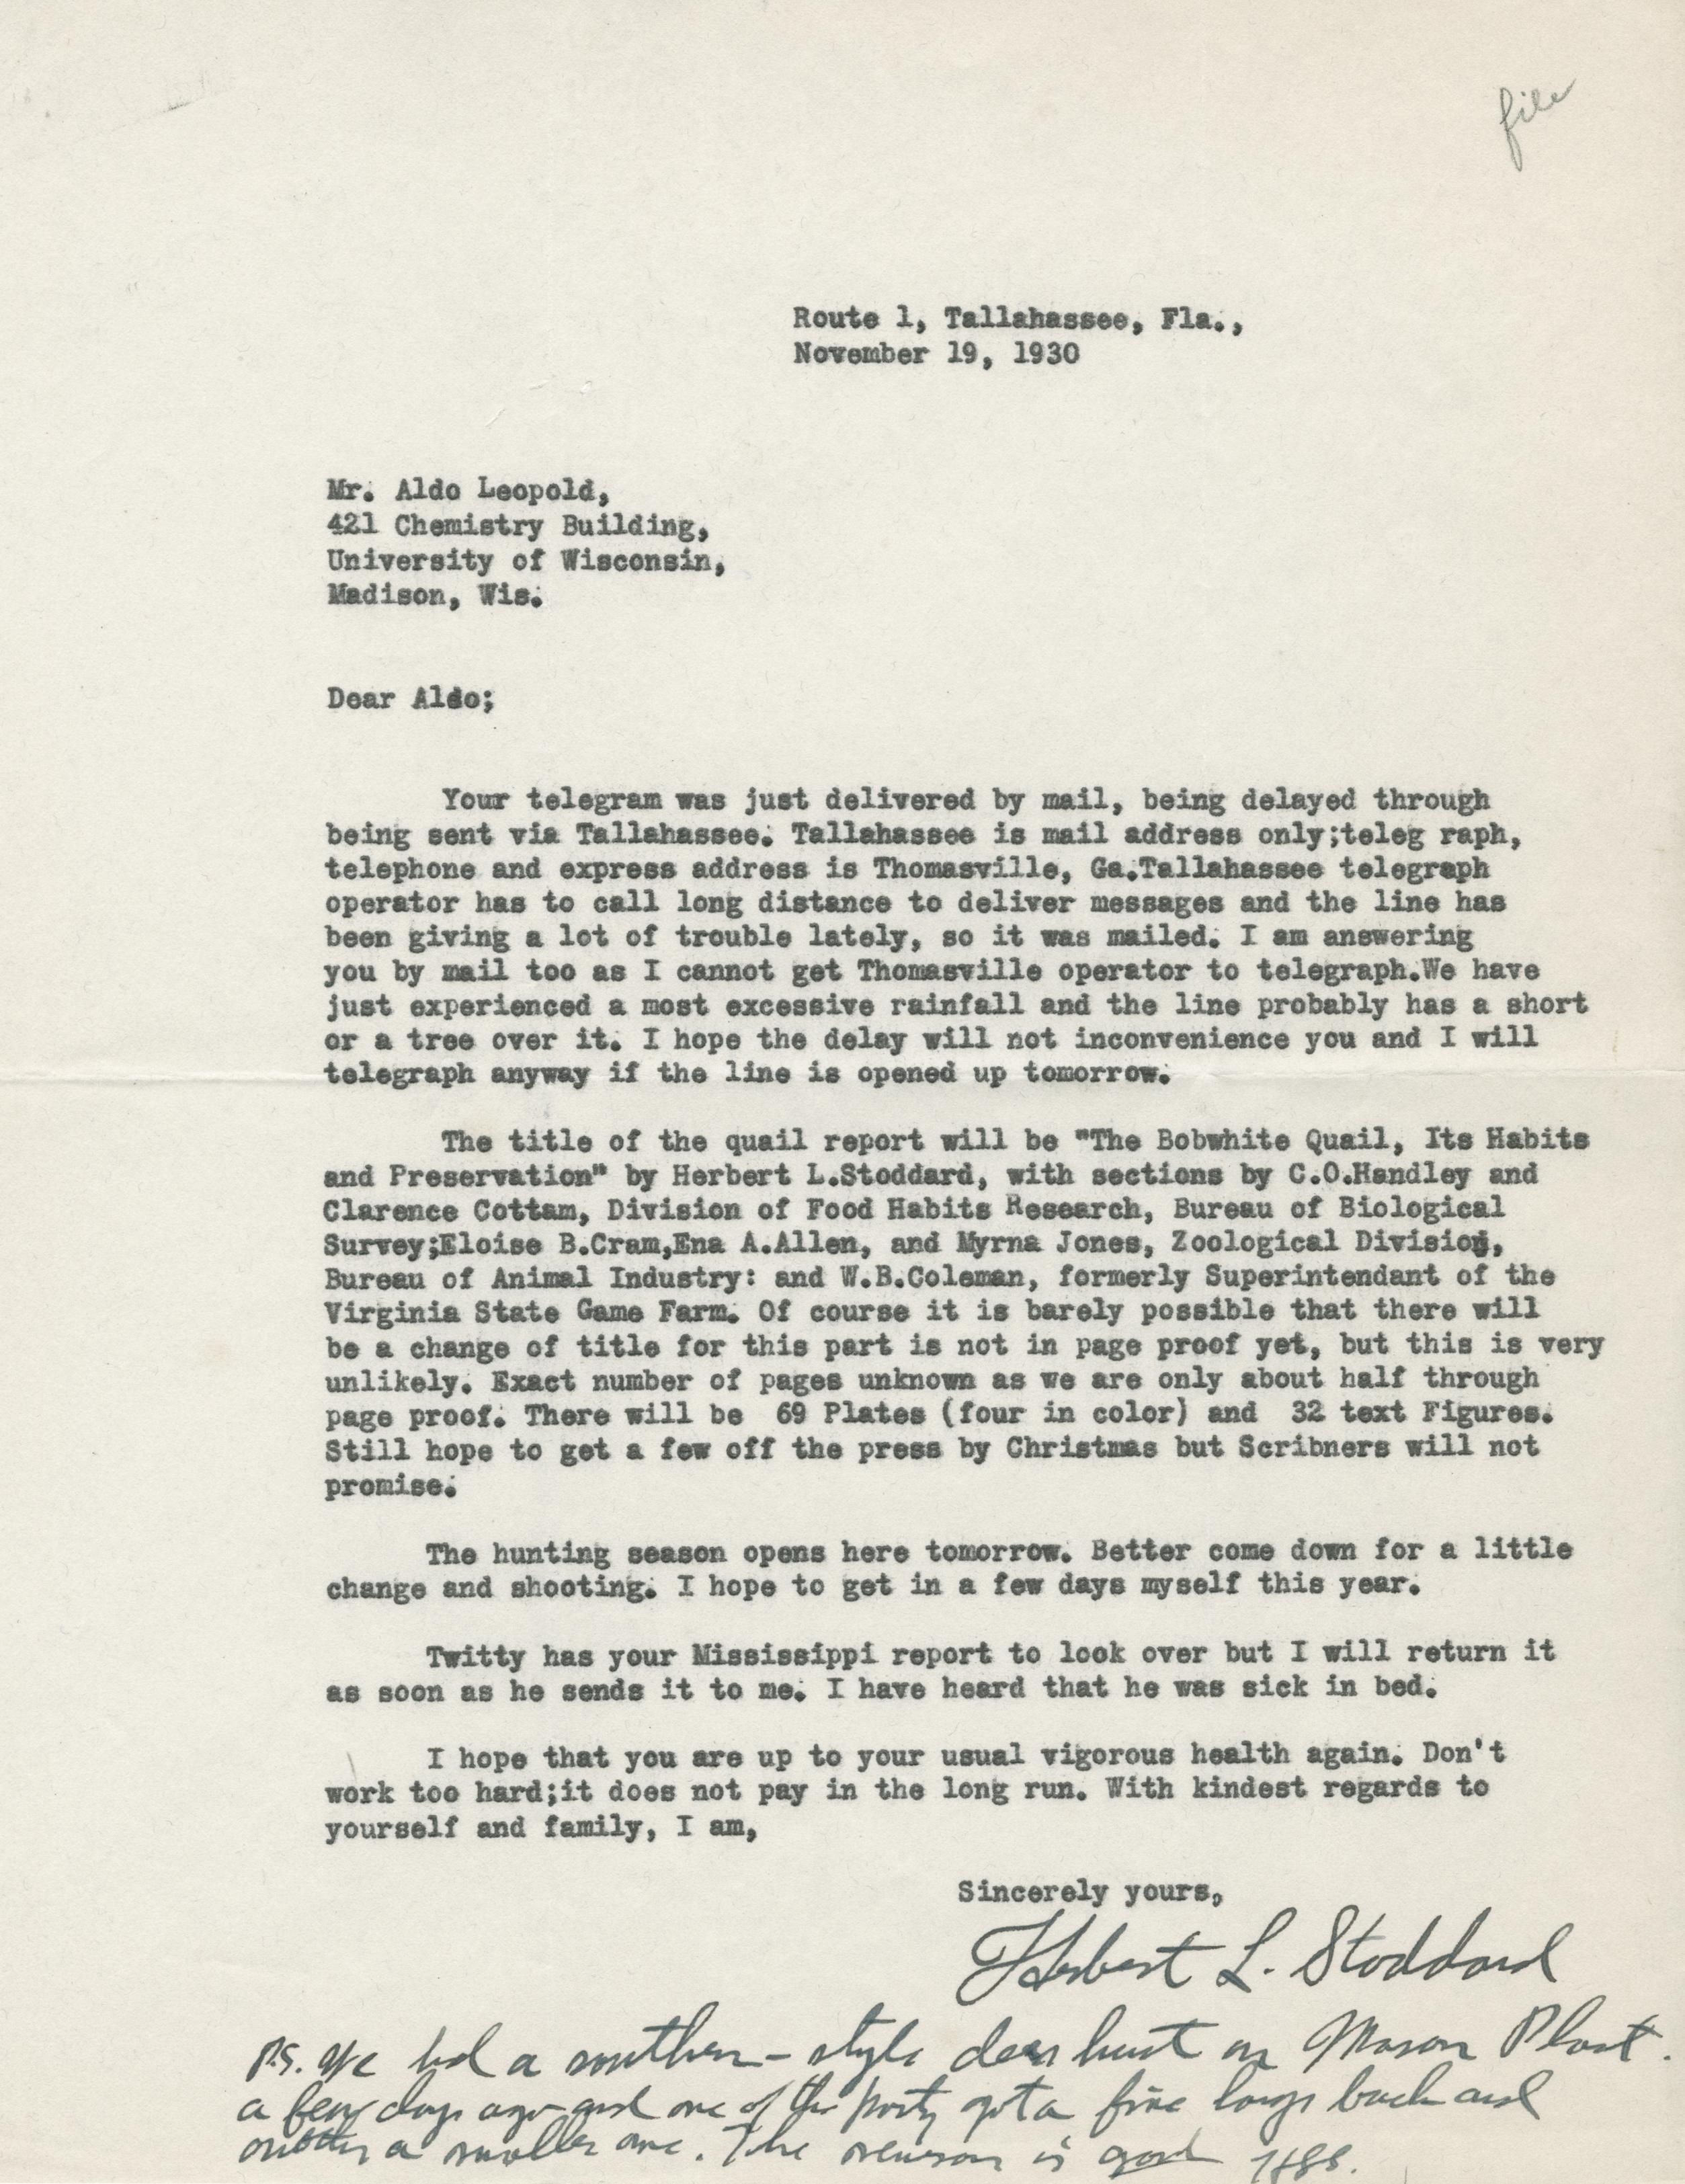 file
Route 1, Tallahassee, Fla.,
November 19, 1930
Mr. Aldo Leopold,
421 Chemistry Building,
University of Wisconsin,
Madison, Wis.
Dear Aldo;
Your telegram was just delivered by mail, being delayed through
being sent via Tallahassee. Tallahassee is mail address only;teleg raph,
telephone and express address is Thomasville, Ga.Tallahassee telegraph
operator has to call long distance to deliver messages and the line has
been giving a lot of trouble lately, so it was mailed. I am answering
you by mail too as I cannot get Thomasville operator to telegraph.We have
just experienced a most excessive rainfall and the line probably has a short
or a tree over it. I hope the delay will not inconvenience you and I will
telegraph anyway if the line is opened up tomorrow.
The title of the quail report will be "The Bobwhite Quail, Its Habits
and Preservation" by Herbert L.Stoddard, with sections by C.O.Handley and
Clarence Cottam, Division of Food Habits Research, Bureau of Biological
Survey;Eloise B.Cram,Ena A.Allen, and Myrna Jones, Zoological Division,
Bureau of Animal Industry: and W.B.Coleman, formerly Superintendant of the
Virginia State Game Farm. Of course it is barely possible that there will
be a change of title for this part is not in page proof yet, but this is very
unlikely. Exact number of pages unknown as we are only about half through
page proof. There will be 69 Plates (four in color) and 32 text Figures.
Still hope to get a few off the press by Christmas but Scribners will not
promise.
The hunting season opens here tomorrow. Better come down for a little
change and shooting. I hope to get in a few days myself this year.
Twitty has your Mississippi report to look over but I will return it
as soon as he sends it to me. I have heard that he was sick in bed.
I hope that you are up to your usual vigorous health again. Don't
work too hard;it does not pay in the long run. With kindest regards to
yourself and family, I am,
Sincerely yours,
Herbert L. Stoddard
P.S. We had a southern-style deer hunt on Mason Plant.
a few days ago and one of the party got a fine large buck and
another a smaller one. The season is good